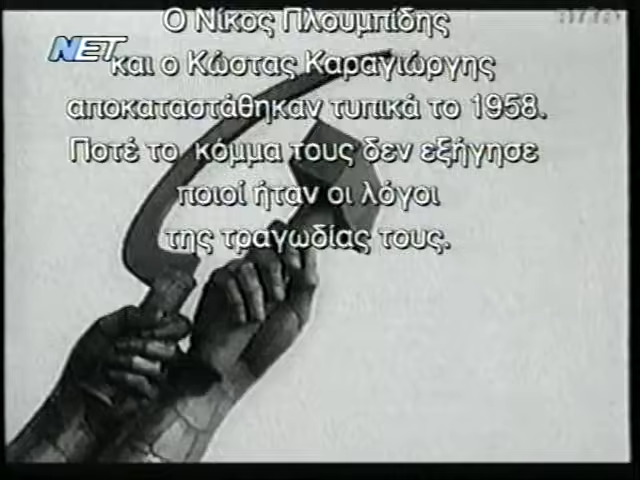 Ο Νίκος Πλουμπίδης
NET
και ο Κώστας Καραγιώργης
αποκαταστάθηκαν τυπικά το 1958.
Ποτέ το κόμμα τους δεν εξήγησε
ποιοί ήταν οι λόγοι
της τραγωδίας τους.